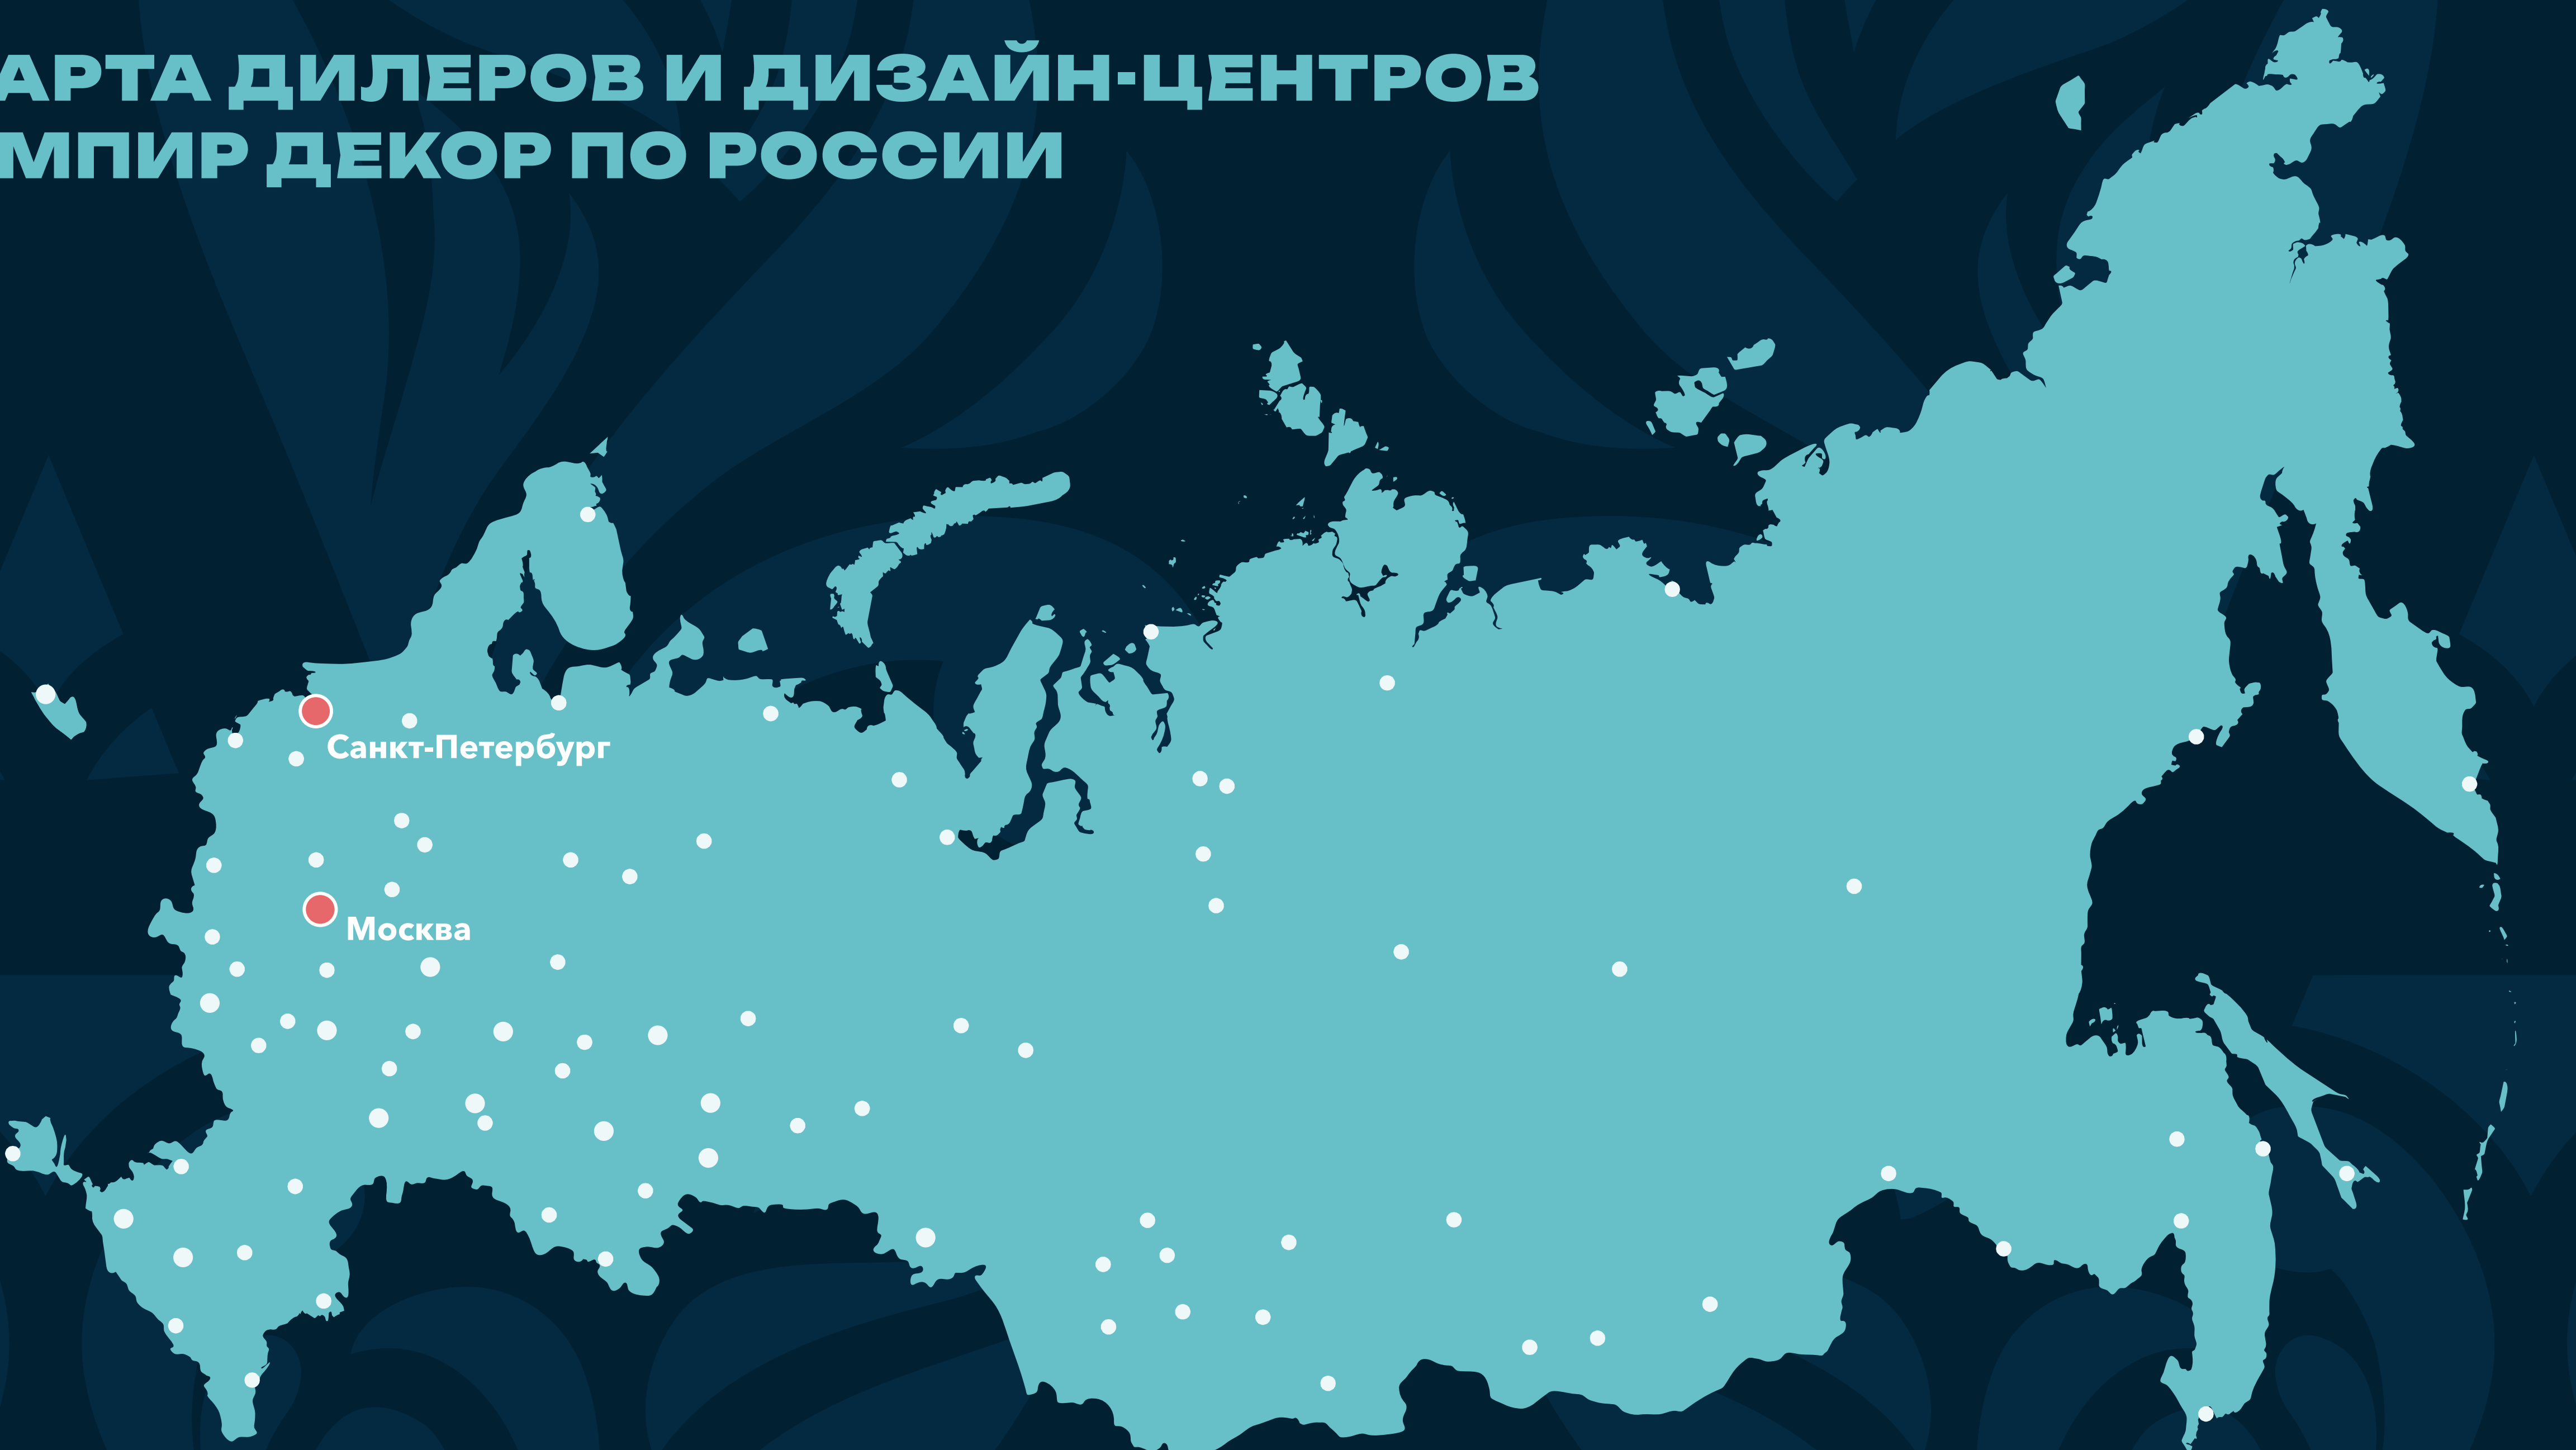 АРТА ДИЛЕРОВ И ДИЗАЙН-ЦЕНТРОВ
МПИР ДЕКОР ПО РОССИИ
Санкт-Петербург
Москва